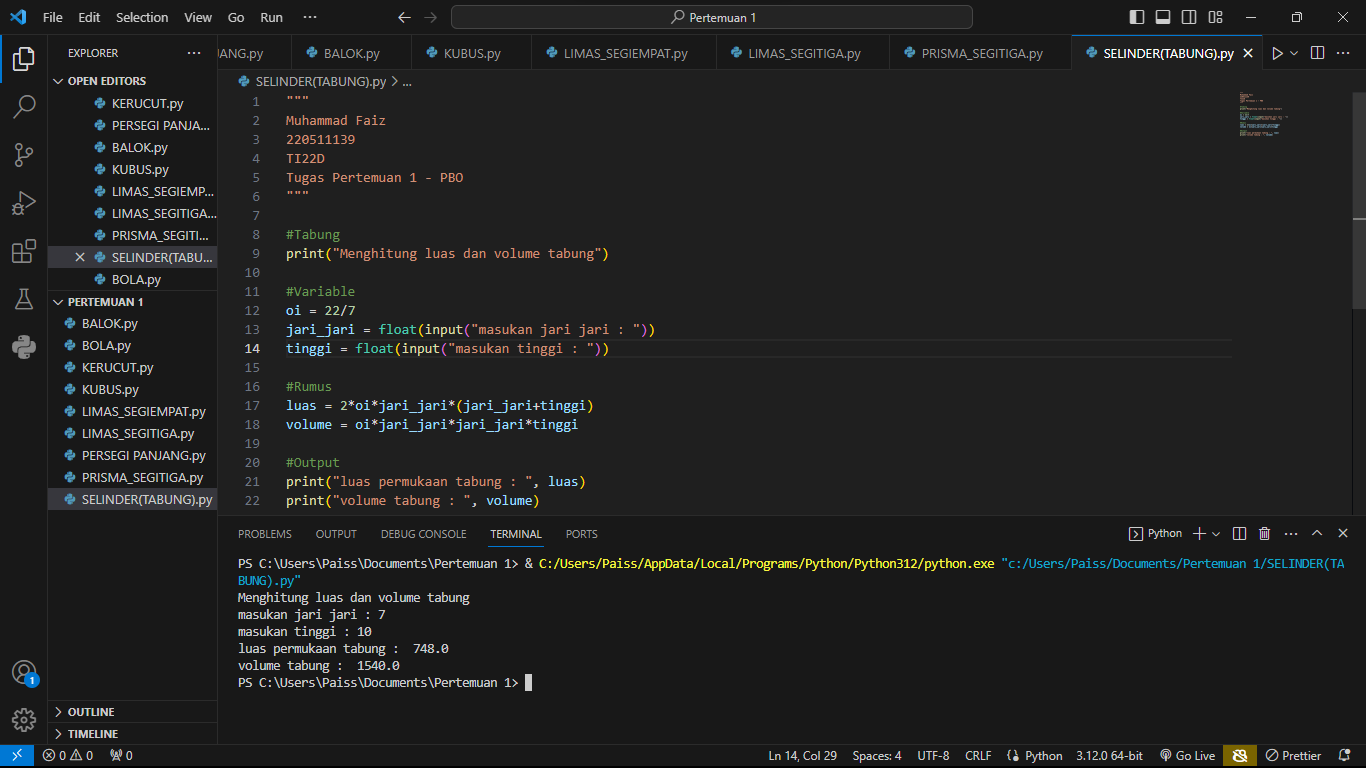 File Edit Selection View Go Run ··· Pertemuan 1
EXPLORER ···
OPEN EDITORS
KERUCUT.py
PERSEGI PANJA...
BALOK.py
KUBUS.py
LIMAS_SEGIEMP...
LIMAS_SEGITIGA...
PRISMA_SEGITI...
SELINDER(TABU...
BOLA.py
PERTEMUAN 1
BALOK.py
BOLA.py
KERUCUT.py
KUBUS.py
LIMAS_SEGIEMPAT.py
LIMAS_SEGITIGA.py
PERSEGI PANJANG.py
PRISMA_SEGITIGA.py
SELINDER(TABUNG).py
OUTLINE
TIMELINE
JANG.py BALOK.py KUBUS.py LIMAS_SEGIEMPAT.py LIMAS_SEGITIGA.py PRISMA_SEGITIGA.py SELINDER(TABUNG).py
SELINDER(TABUNG).py > ...
1 """
2 Muhammad Faiz
3 220511139
4 TI22D
5 Tugas Pertemuan 1 - PBO
6 """
7
8 #Tabung
9 print("Menghitung luas dan volume tabung")
10
11 #Variable
12 oi = 22/7
13 jari_jari = float(input("masukan jari jari : "))
14 tinggi = float(input("masukan tinggi : "))
15
16 #Rumus
17 luas = 2*oi*jari_jari*(jari_jari+tinggi)
18 volume = oi*jari_jari*jari_jari*tinggi
19
20 #Output
21 print("luas permukaan tabung : ", luas)
22 print("volume tabung : ", volume)
PROBLEMS OUTPUT DEBUG CONSOLE TERMINAL PORTS Python
PS C:\Users\Paiss\Documents\Pertemuan 1> & C:/Users/Paiss/AppData/Local/Programs/Python/Python312/python.exe "c:/Users/Paiss/Documents/Pertemuan 1/SELINDER(TA
BUNG).py"
Menghitung luas dan volume tabung
masukan jari jari : 7
masukan tinggi : 10
luas permukaan tabung :  748.0
volume tabung :  1540.0
PS C:\Users\Paiss\Documents\Pertemuan 1>
1
0 0 0 Ln 14, Col 29 Spaces: 4 UTF-8 CRLF Python 3.12.0 64-bit Go Live Prettier